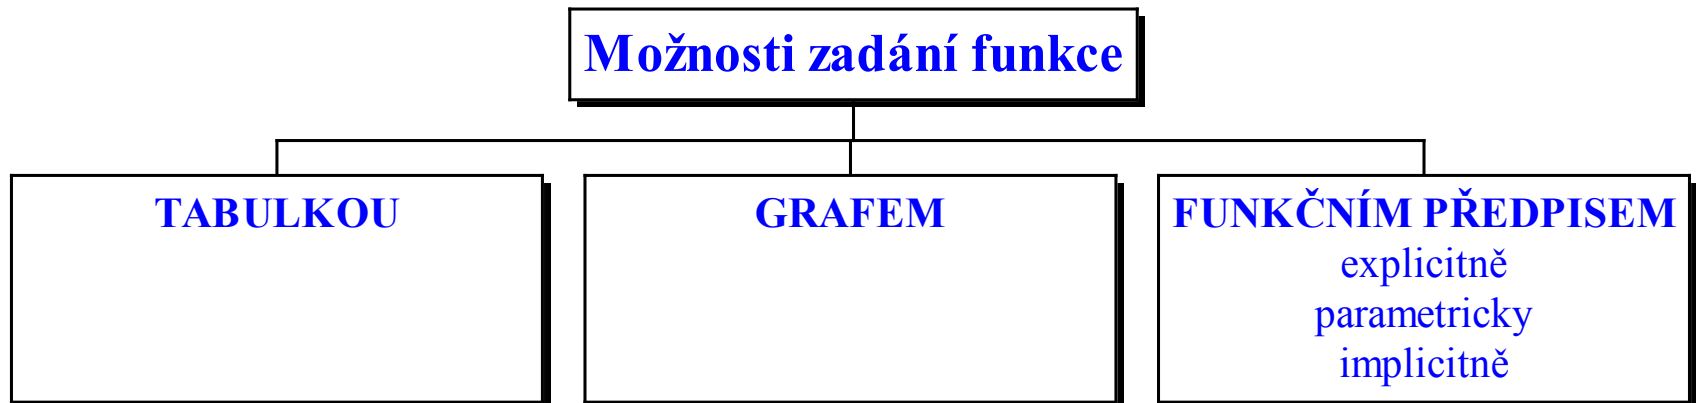 Možnosti zadání funkce
TABULKOU
GRAFEM
FUNKČNÍM PŘEDPISEM
explicitně
parametricky
implicitně